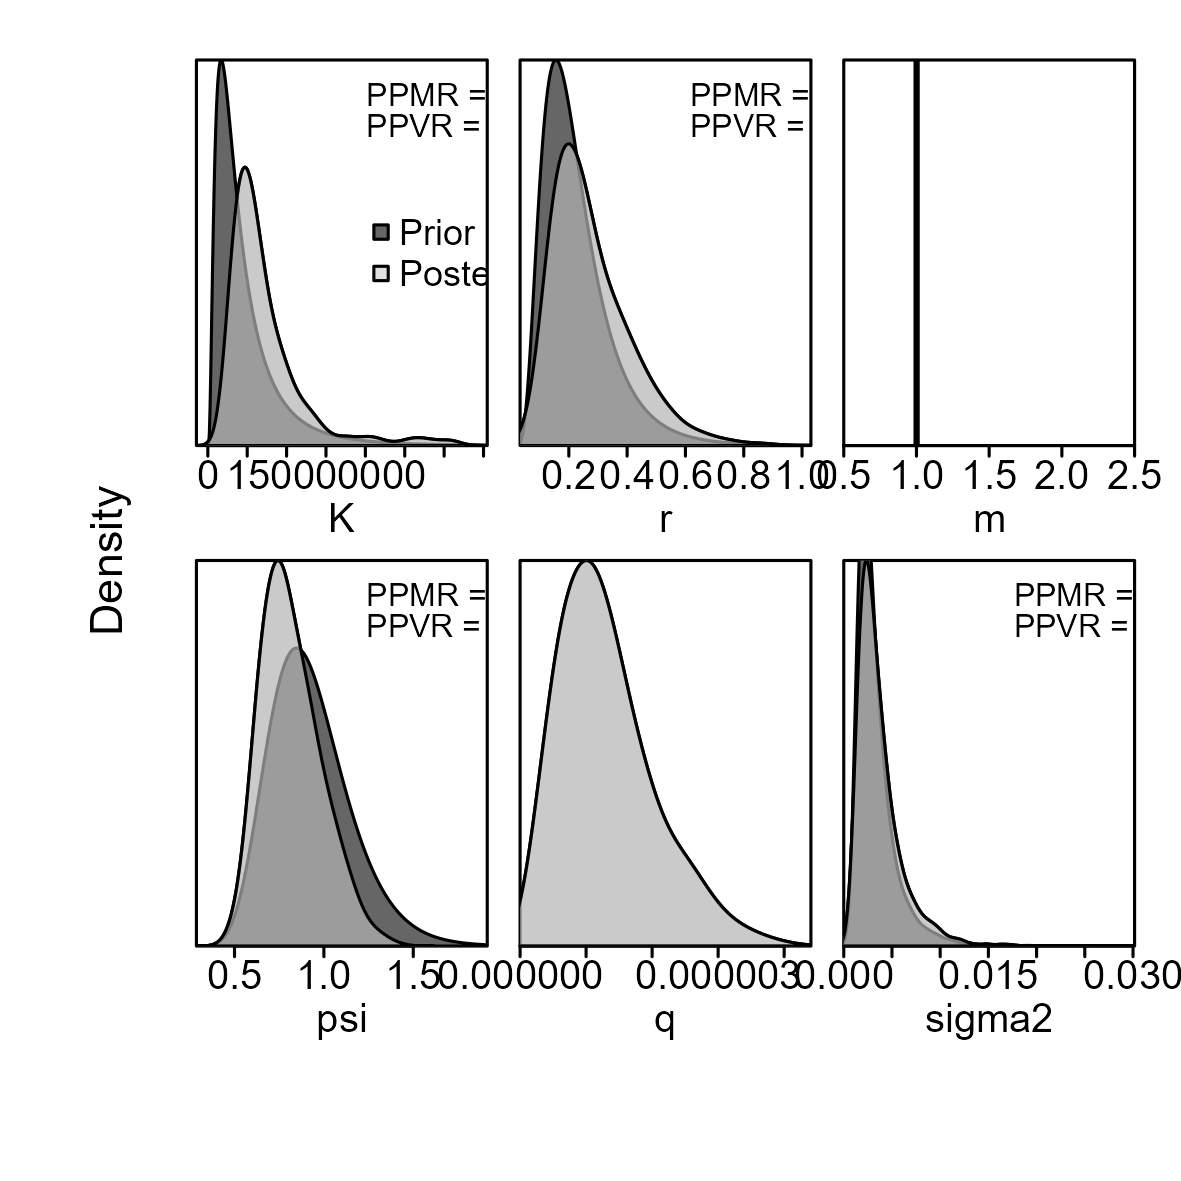 PPMR =
PPVR =
Prior
Poste
0 150000000
K
PPMR =
PPVR =
0.2 0.4 0.6 0.8 1.0
r
0.5 1.0 1.5 2.0 2.5
m
Density
PPMR =
PPVR =
0.5 1.0 1.5
psi
0.000000 0.000003
q
PPMR =
PPVR =
0.000 0.015 0.030
sigma2